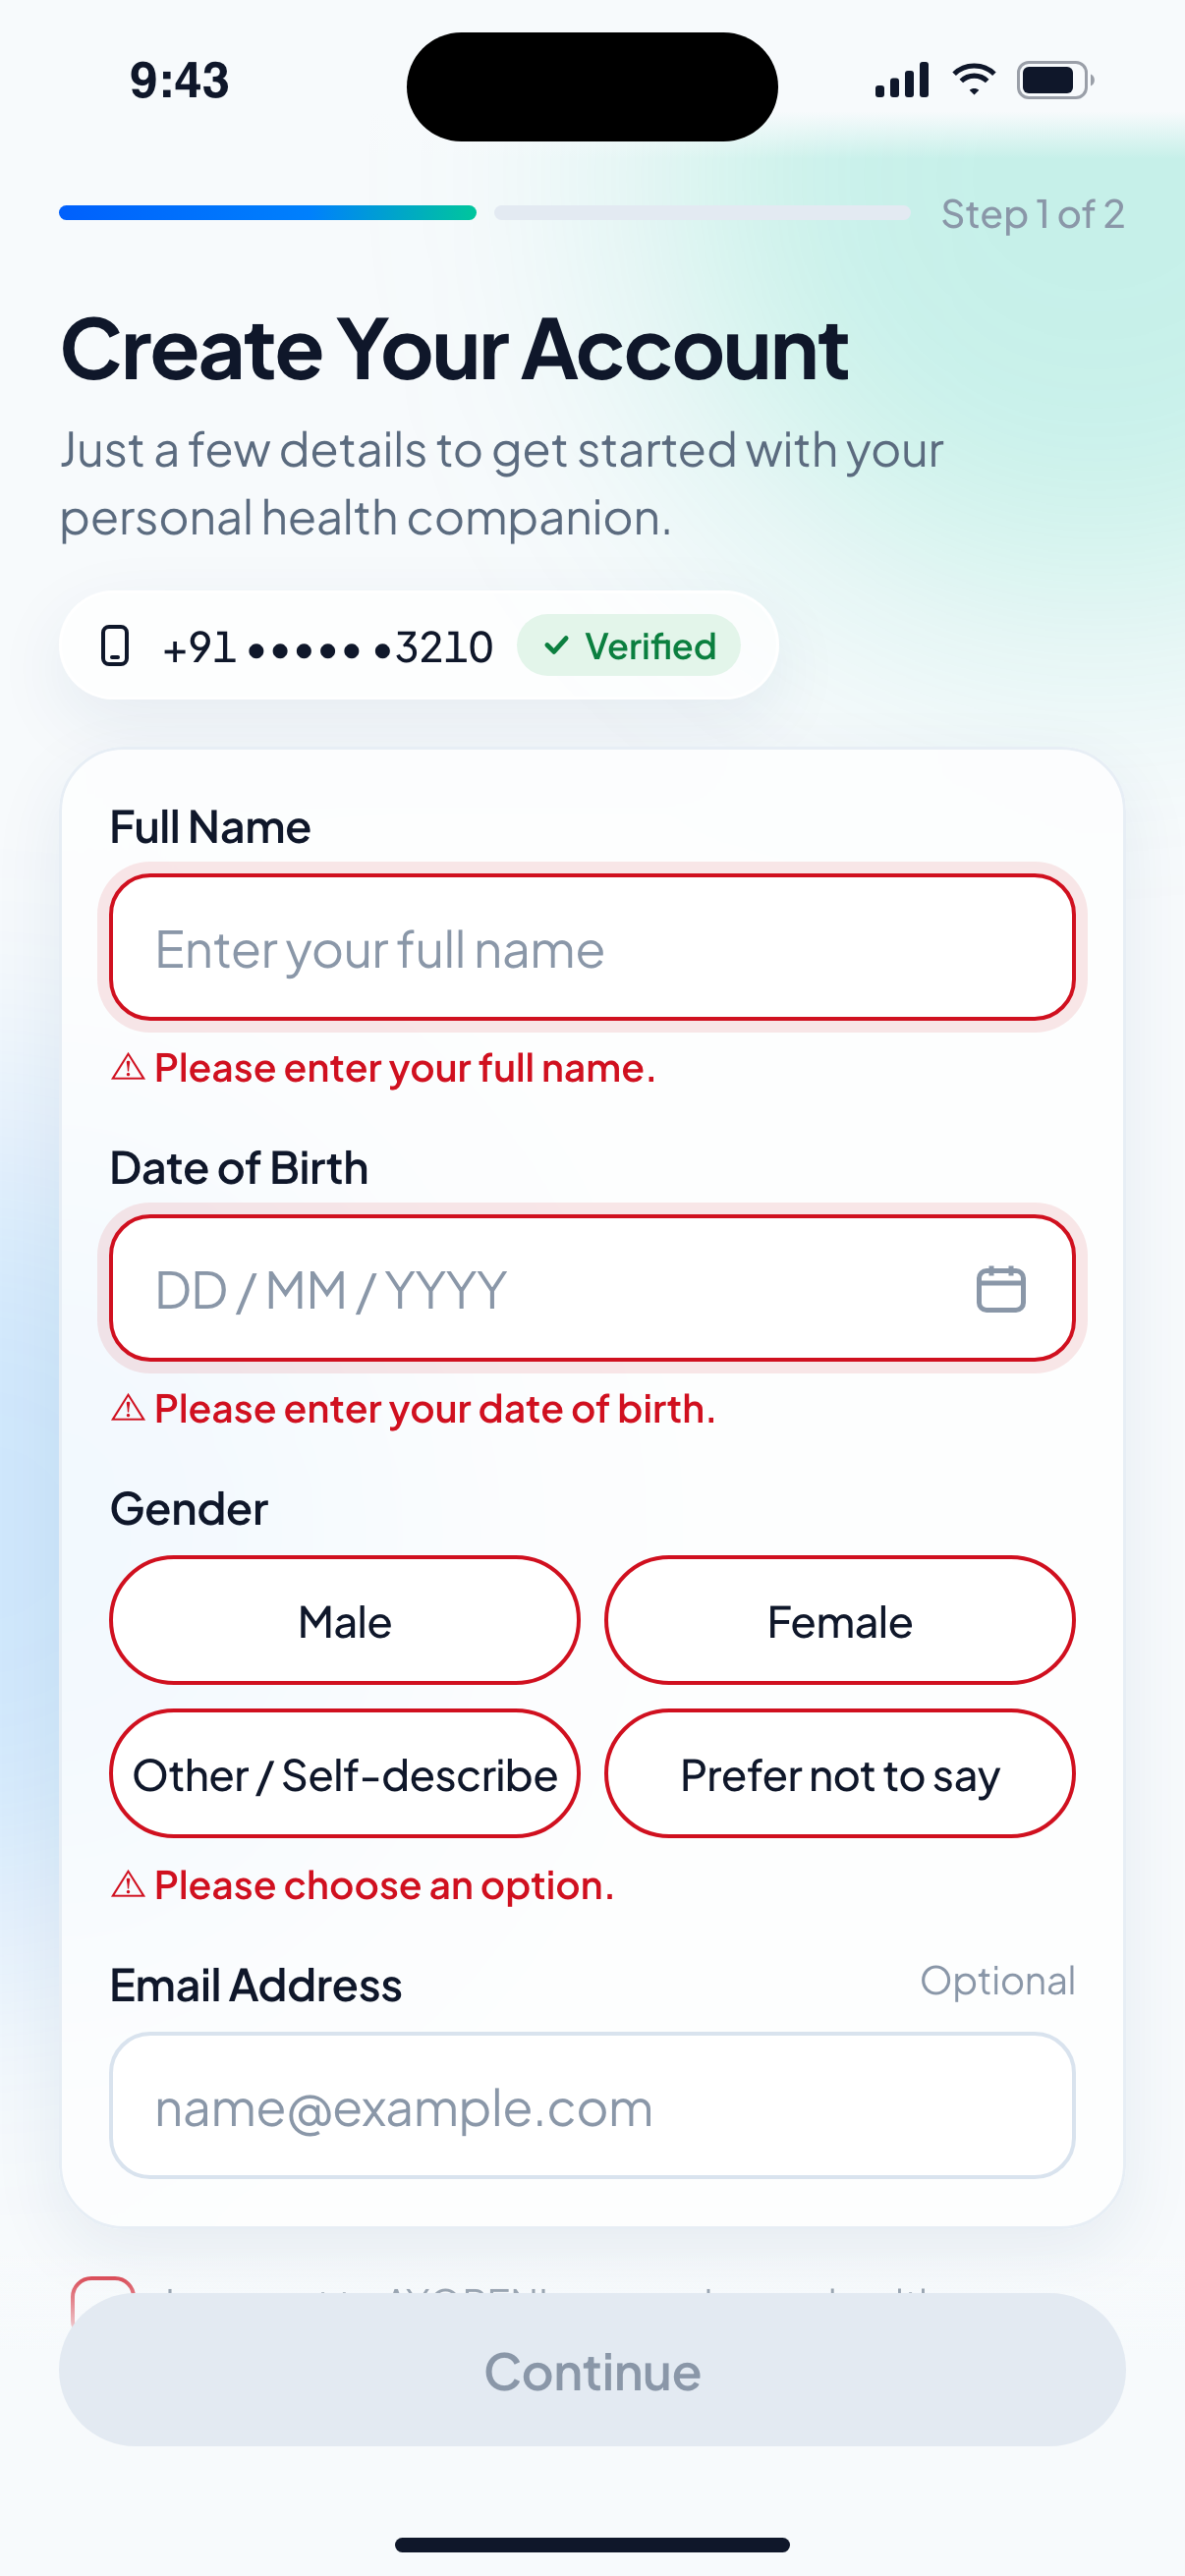 9:43
Step 1 of 2
Create Your Account
Just a few details to get started with your
personal health companion.
+91 ••••• •3210 ✓ Verified
Full Name
Enter your full name
⚠ Please enter your full name.
Date of Birth
DD / MM / YYYY
⚠ Please enter your date of birth.
Gender
Male
Female
Other / Self-describe
Prefer not to say
⚠ Please choose an option.
Email Address
Optional
name@example.com
Continue